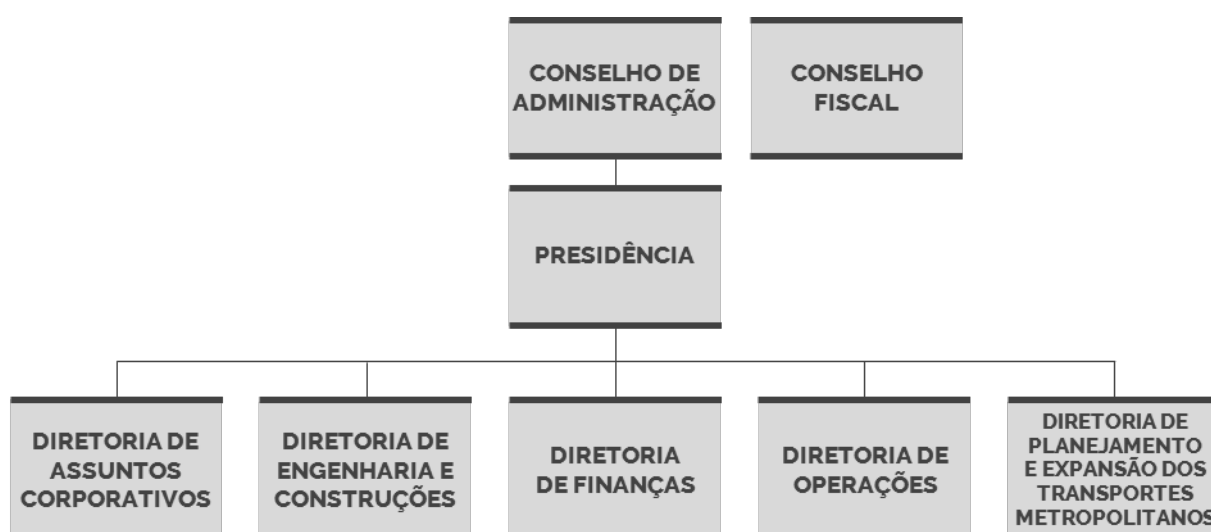 CONSELHO DE
ADMINISTRAÇÃO
CONSELHO
FISCAL
PRESIDÊNCIA
DIRETORIA DE
ASSUNTOS
CORPORATIVOS
DIRETORIA DE
ENGENHARIA E
CONSTRUÇÕES
DIRETORIA
DE FINANÇAS
DIRETORIA DE
OPERAÇÕES
DIRETORIA DE
PLANEJAMENTO
E EXPANSÃO DOS
TRANSPORTES
METROPOLITANOS